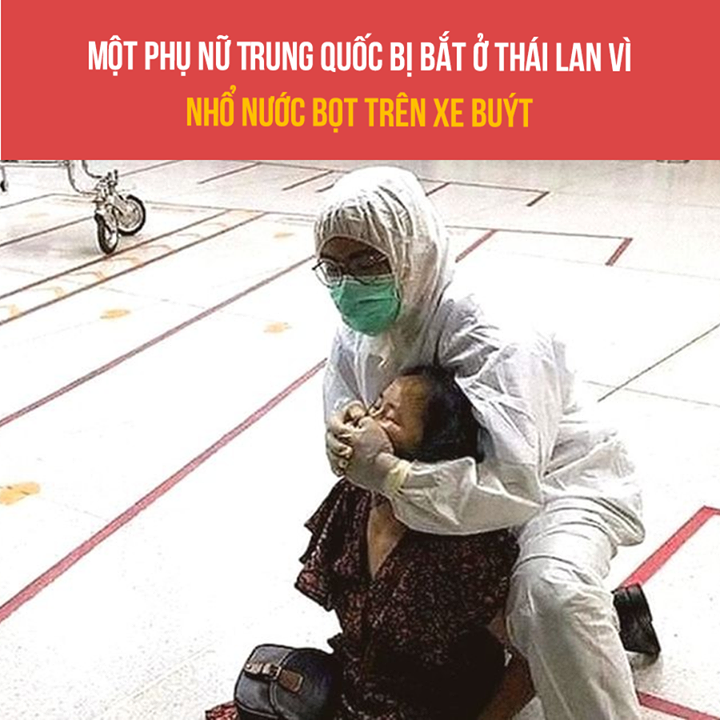 MỘT PHỤ NỮ TRUNG QUỐC BỊ BẮT Ở THÁI LAN VÌ
NHỔ NƯỚC BỌT TRÊN XE BUÝT